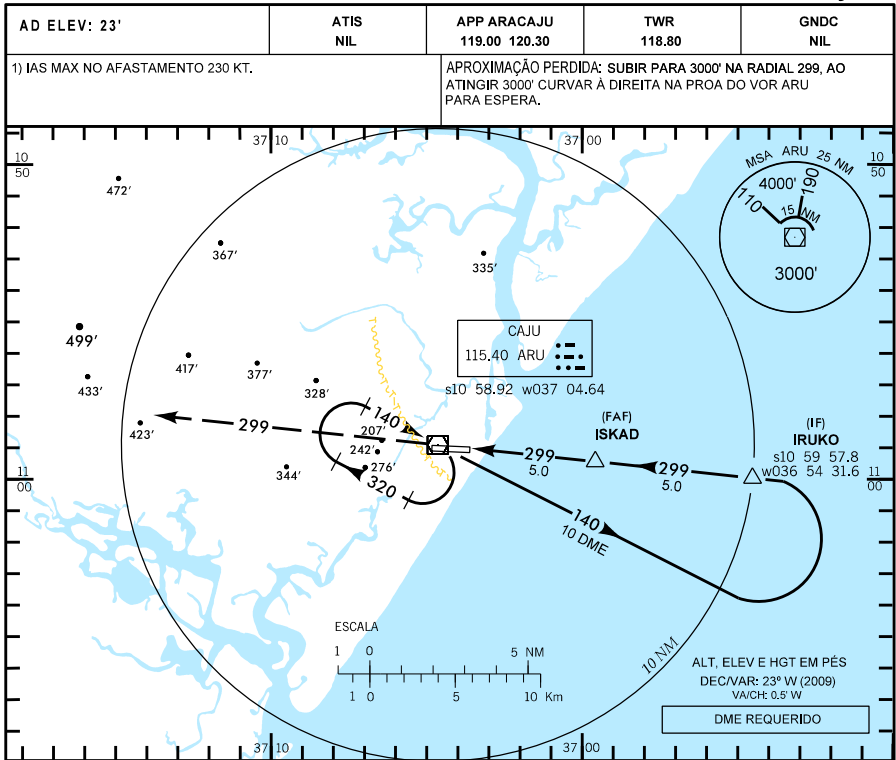 AD ELEV: 23'
ATIS
NIL
APP ARACAJU
119.00 120.30
TWR
118.80
GNDC
NIL
1) IAS MAX NO AFASTAMENTO 230 KT.
APROXIMAÇÃO PERDIDA: SUBIR PARA 3000' NA RADIAL 299, AO
ATINGIR 3000' CURVAR À DIREITA NA PROA DO VOR ARU
PARA ESPERA.
37 10
37 00
10
50
10
50
472'
367'
335'
MSA ARU 25 NM
4000'
110
190
15 NM
3000'
499'
417'
377'
433'
328'
423'
CAJU
115.40 ARU
s10 58.92 w037 04.64
299
140
207'
242'
276'
344'
320
(FAF)
ISKAD
(IF)
IRUKO
s10 59 57.8
w036 54 31.6
299
5.0
299
5.0
11
00
11
00
140
10 DME
ESCALA
1 0 5 NM
1 0 5 10 Km
10 NM
ALT, ELEV E HGT EM PÉS
DEC/VAR: 23º W (2009)
VA/CH: 0.5' W
DME REQUERIDO
37 10
37 00